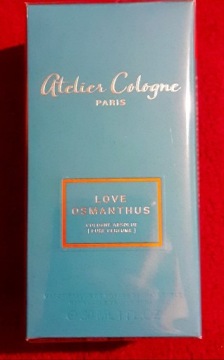 Atelier Cologne
PARIS
LOVE
OSMANTHUS
COLOGNE ABSOLUE
[ PURE PERFUME ]